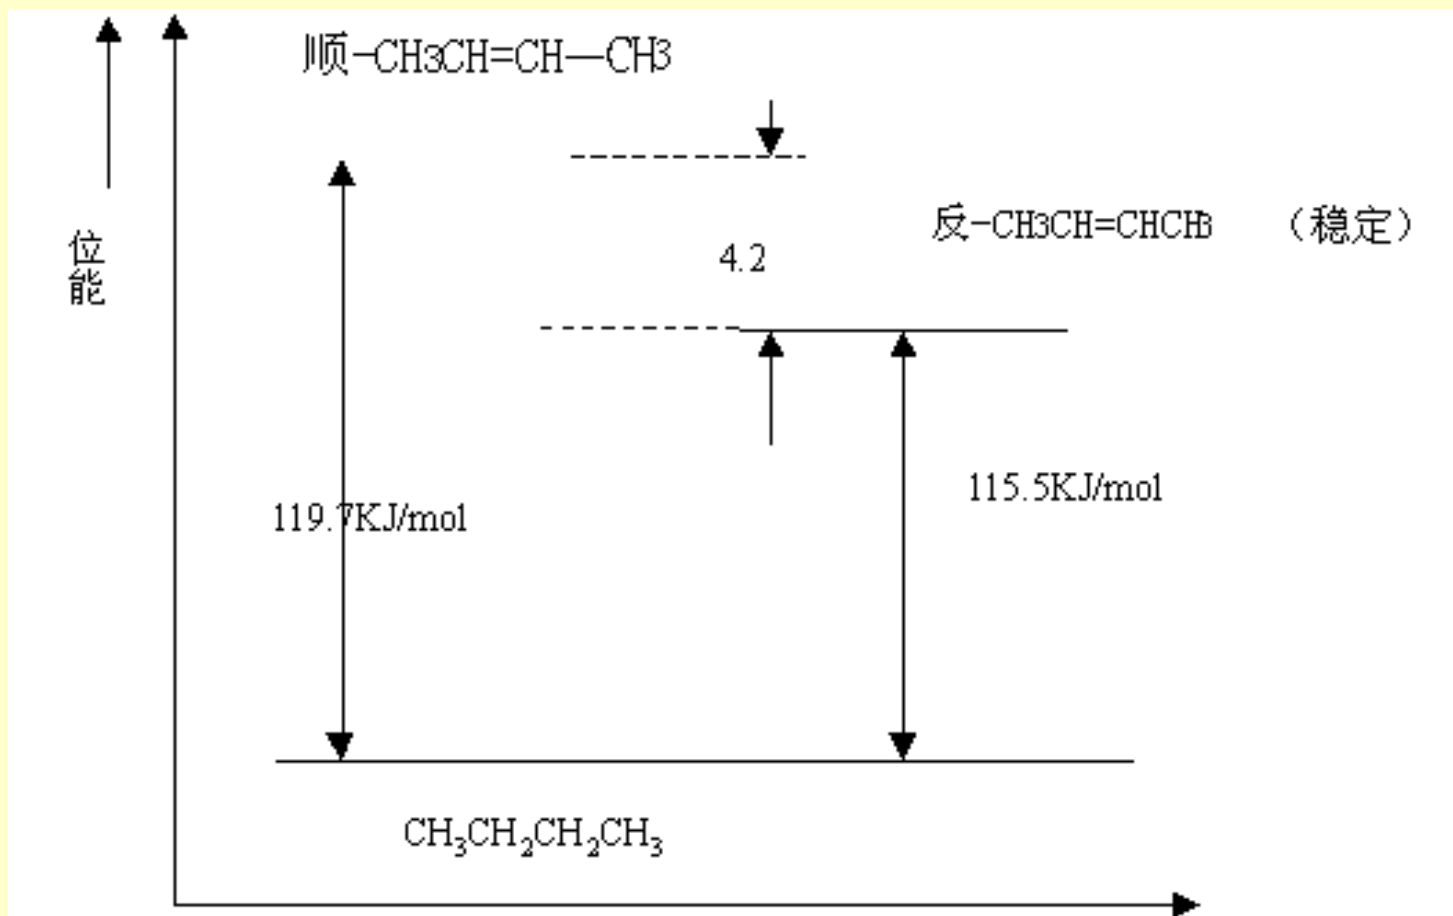 顺-CH3CH=CH—CH3
反-CH3CH=CHCH3 （稳定）
位能
4.2
115.5KJ/mol
119.7KJ/mol
CH₃CH₂CH₂CH₃